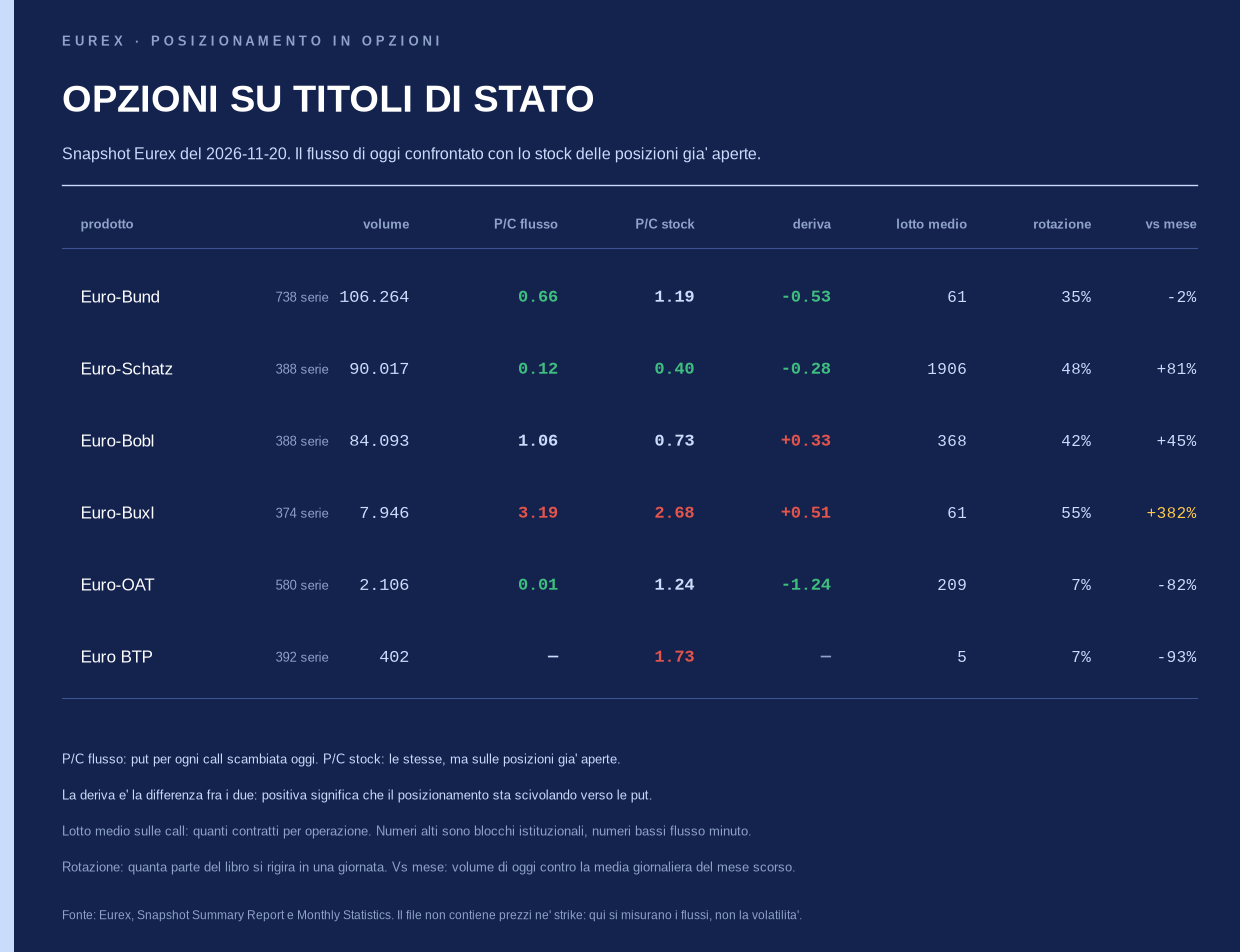 EUREX · POSIZIONAMENTO IN OPZIONI
OPZIONI SU TITOLI DI STATO
Snapshot Eurex del 2026-11-20. Il flusso di oggi confrontato con lo stock delle posizioni gia' aperte.
prodotto volume P/C flusso P/C stock deriva lotto medio rotazione vs mese
Euro-Bund 738 serie 106.264 0.66 1.19 -0.53 61 35% -2%
Euro-Schatz 388 serie 90.017 0.12 0.40 -0.28 1906 48% +81%
Euro-Bobl 388 serie 84.093 1.06 0.73 +0.33 368 42% +45%
Euro-Buxl 374 serie 7.946 3.19 2.68 +0.51 61 55% +382%
Euro-OAT 580 serie 2.106 0.01 1.24 -1.24 209 7% -82%
Euro BTP 392 serie 402 — 1.73 — 5 7% -93%
P/C flusso: put per ogni call scambiata oggi. P/C stock: le stesse, ma sulle posizioni gia' aperte.
La deriva e' la differenza fra i due: positiva significa che il posizionamento sta scivolando verso le put.
Lotto medio sulle call: quanti contratti per operazione. Numeri alti sono blocchi istituzionali, numeri bassi flusso minuto.
Rotazione: quanta parte del libro si rigira in una giornata. Vs mese: volume di oggi contro la media giornaliera del mese scorso.
Fonte: Eurex, Snapshot Summary Report e Monthly Statistics. Il file non contiene prezzi ne' strike: qui si misurano i flussi, non la volatilita'.